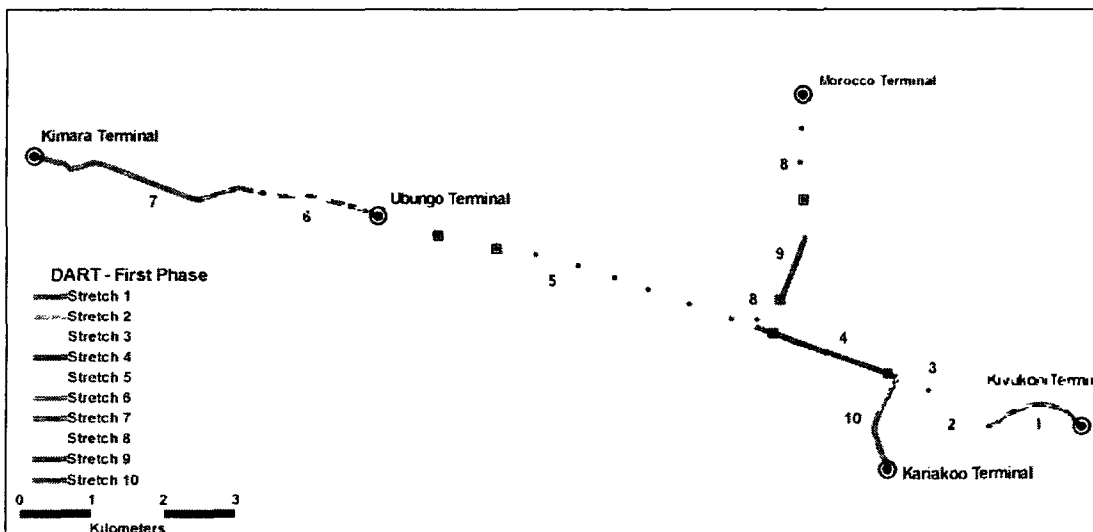 Morocco Terminal
Kimara Terminal
8
7
6
Ubungo Terminal
9
5
8
4
3
DART - First Phase
Stretch 1
Stretch 2
Stretch 3
Stretch 4
Stretch 5
Stretch 6
Stretch 7
Stretch 8
Stretch 9
Stretch 10
Kivukoni Termin
10
2
1
Kariakoo Terminal
0 1 2 3
Kilometers